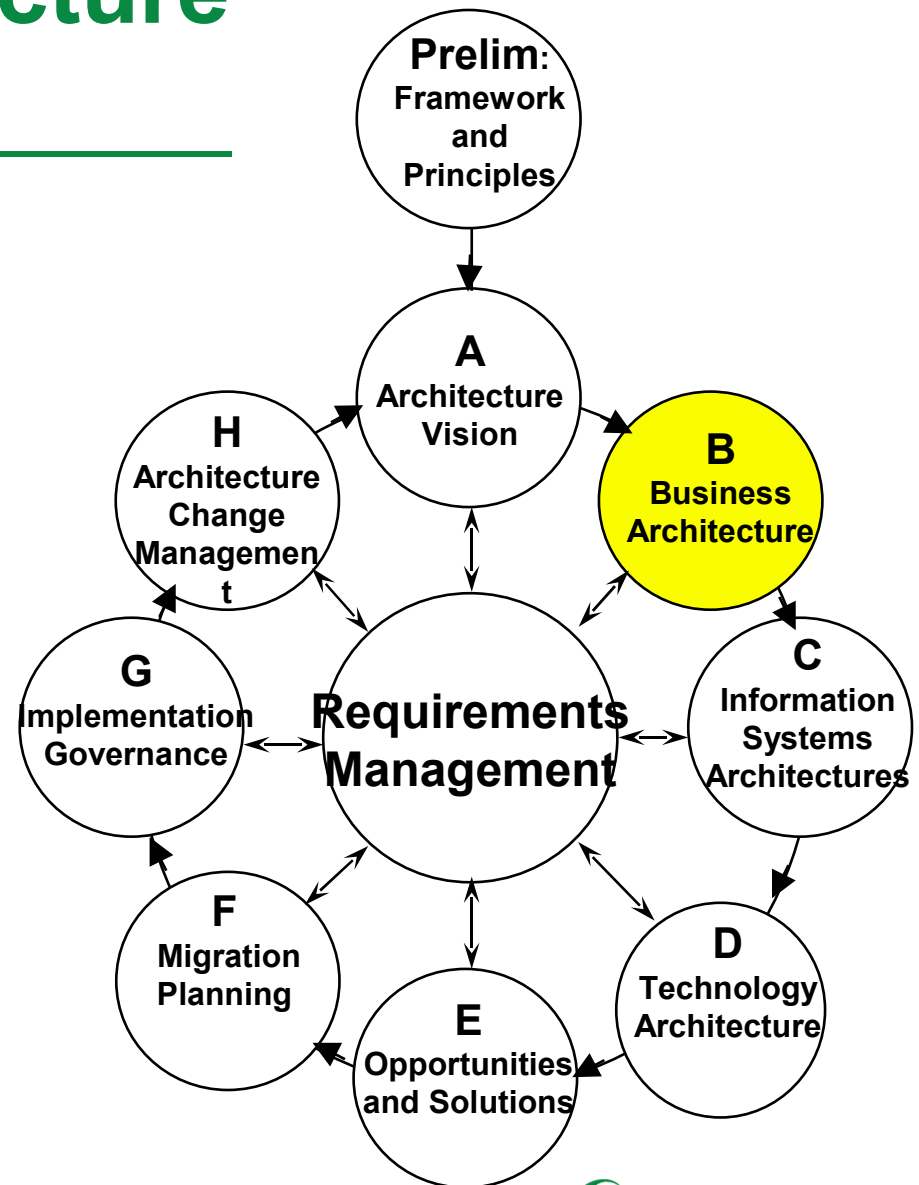 cture
Prelim:
Framework
and
Principles
A
Architecture
Vision
H
Architecture
Change
Managemen
t
B
Business
Architecture
G
Implementation
Governance
Requirements
Management
C
Information
Systems
Architectures
F
Migration
Planning
E
Opportunities
and Solutions
D
Technology
Architecture